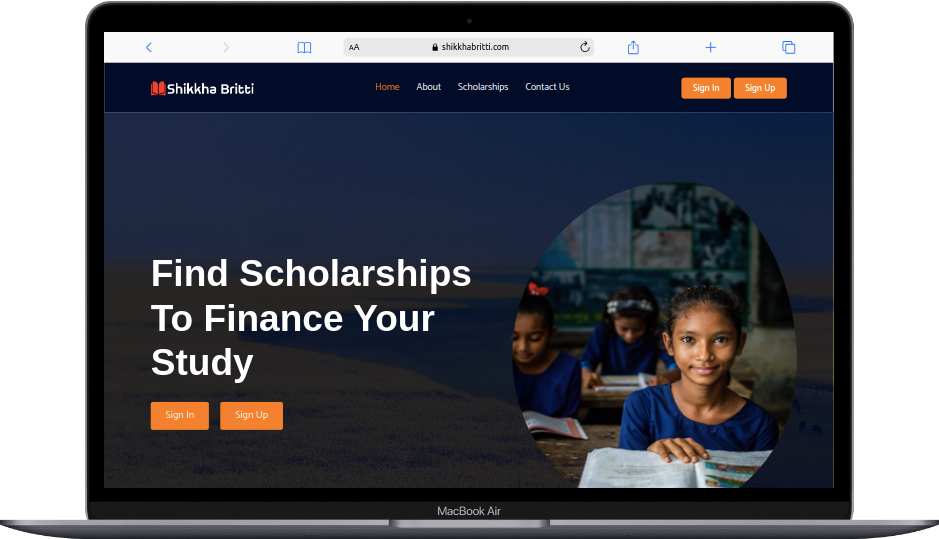 AA shikkhabritti.com
Shikkha Britti Home About Scholarships Contact Us Sign In Sign Up
Find Scholarships
To Finance Your
Study
Sign In Sign Up
MacBook Air